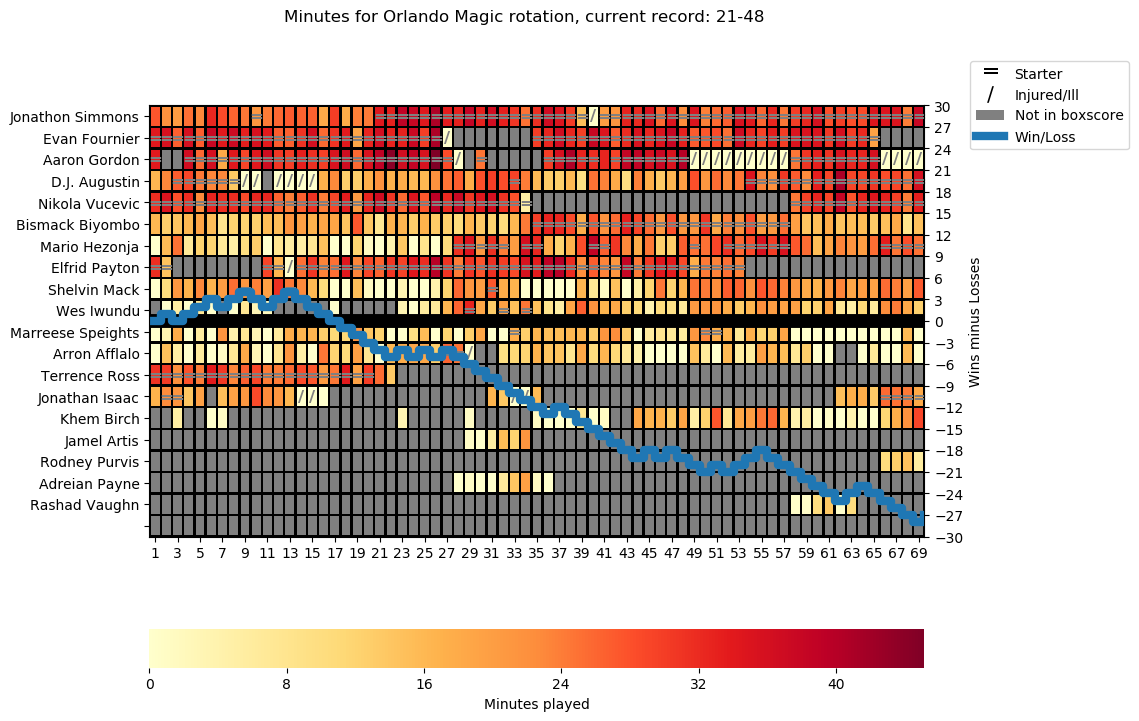 Minutes for Orlando Magic rotation, current record: 21-48
Starter
Injured/Ill
Not in boxscore
Win/Loss
Jonathon Simmons
Evan Fournier
Aaron Gordon
D.J. Augustin
Nikola Vucevic
Bismack Biyombo
Mario Hezonja
Elfrid Payton
Shelvin Mack
Wes Iwundu
Marreese Speights
Arron Afflalo
Terrence Ross
Jonathan Isaac
Khem Birch
Jamel Artis
Rodney Purvis
Adreian Payne
Rashad Vaughn
30
27
24
21
18
15
12
9
6
3
0
−3
−6
−9
−12
−15
−18
−21
−24
−27
−30
Wins minus Losses
1 3 5 7 9 11 13 15 17 19 21 23 25 27 29 31 33 35 37 39 41 43 45 47 49 51 53 55 57 59 61 63 65 67 69
0 8 16 24 32 40
Minutes played